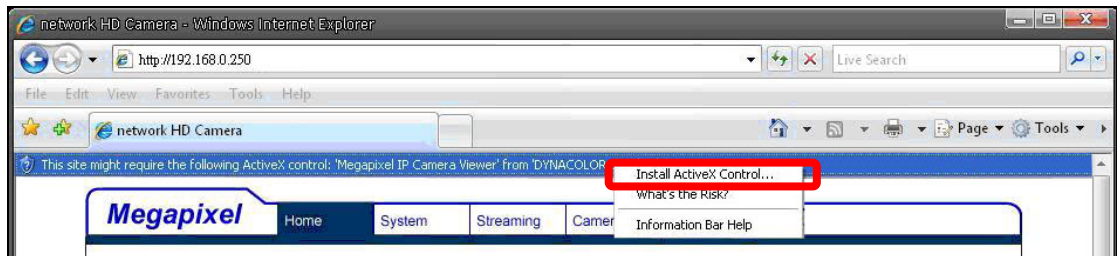 network HD Camera - Windows Internet Explorer
http://192.168.0.250
Live Search
File Edit View Favorites Tools Help
network HD Camera
Page Tools
This site might require the following ActiveX control: 'Megapixel IP Camera Viewer' from 'DYNACOLOR
Install ActiveX Control...
What's the Risk?
Information Bar Help
Megapixel
Home System Streaming Camer